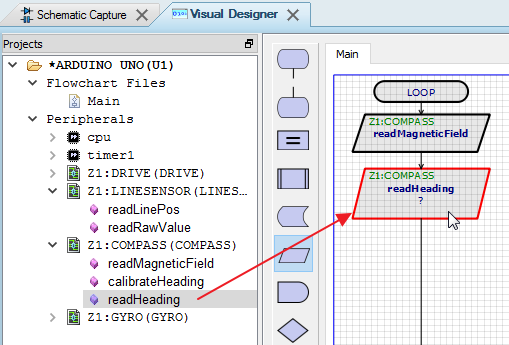 Schematic Capture
Visual Designer
Projects
*ARDUINO UNO(U1)
Flowchart Files
Main
Peripherals
cpu
timer1
Z1:DRIVE(DRIVE)
Z1:LINESENSOR(LINES...
readLinePos
readRawValue
Z1:COMPASS(COMPASS)
readMagneticField
calibrateHeading
readHeading
Z1:GYRO(GYRO)
Main
LOOP
Z1:COMPASS
readMagneticField
Z1:COMPASS
readHeading
?